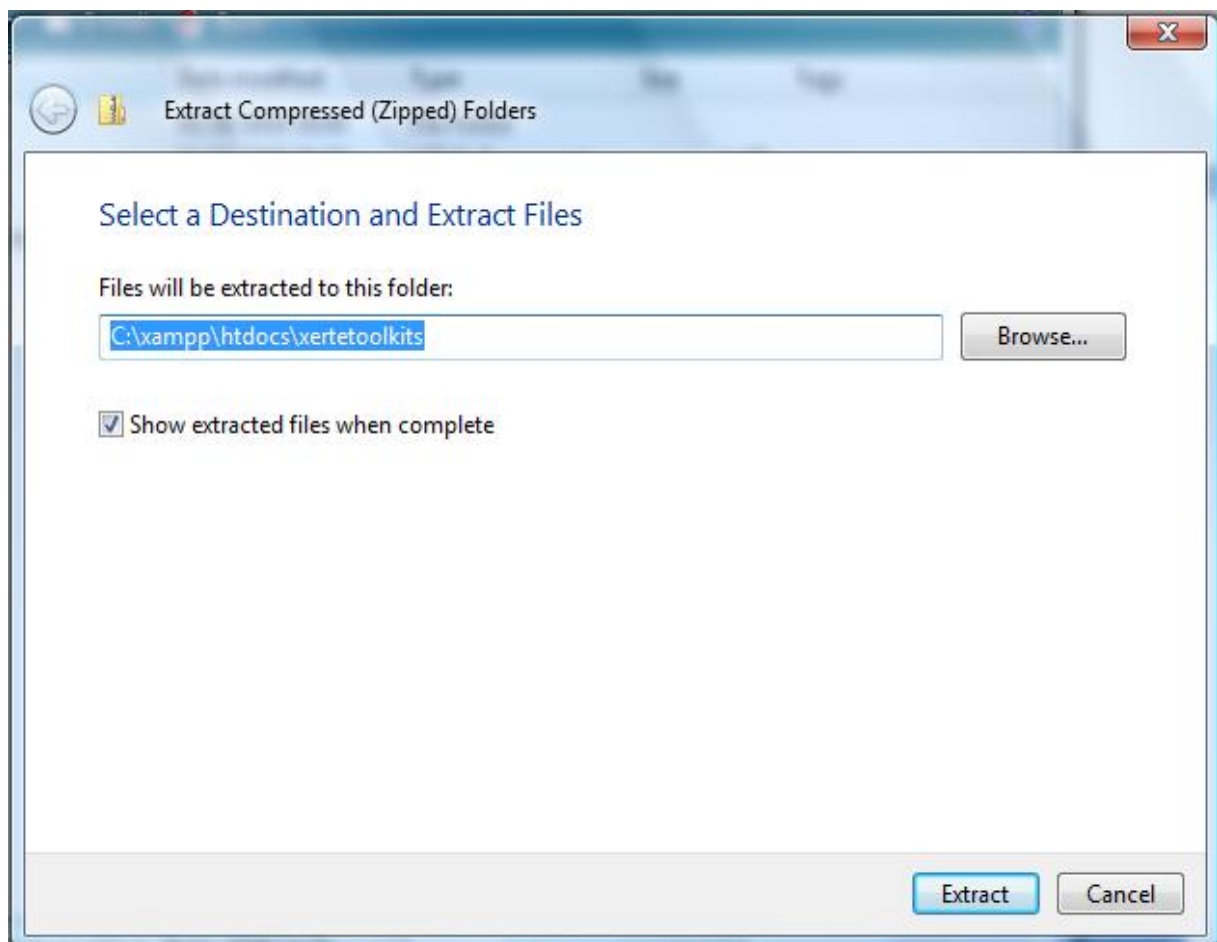 Extract Compressed (Zipped) Folders
Select a Destination and Extract Files
Files will be extracted to this folder:
C:\xampp\htdocs\xertetoolkits
Browse...
Show extracted files when complete
Extract
Cancel